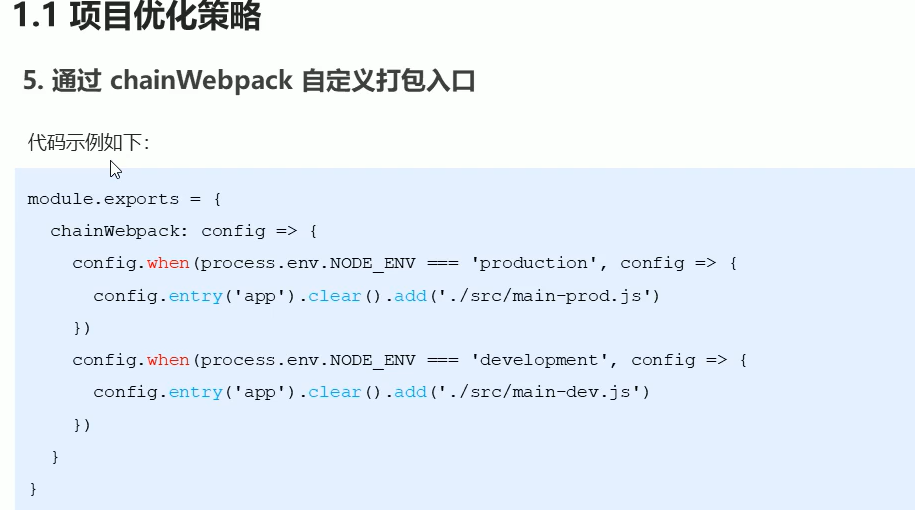 1.1 项目优化策略
5. 通过 chainWebpack 自定义打包入口
代码示例如下：
module.exports = {
  chainWebpack: config => {
    config.when(process.env.NODE_ENV === 'production', config => {
      config.entry('app').clear().add('./src/main-prod.js')
    })
    config.when(process.env.NODE_ENV === 'development', config => {
      config.entry('app').clear().add('./src/main-dev.js')
    })
  }
}